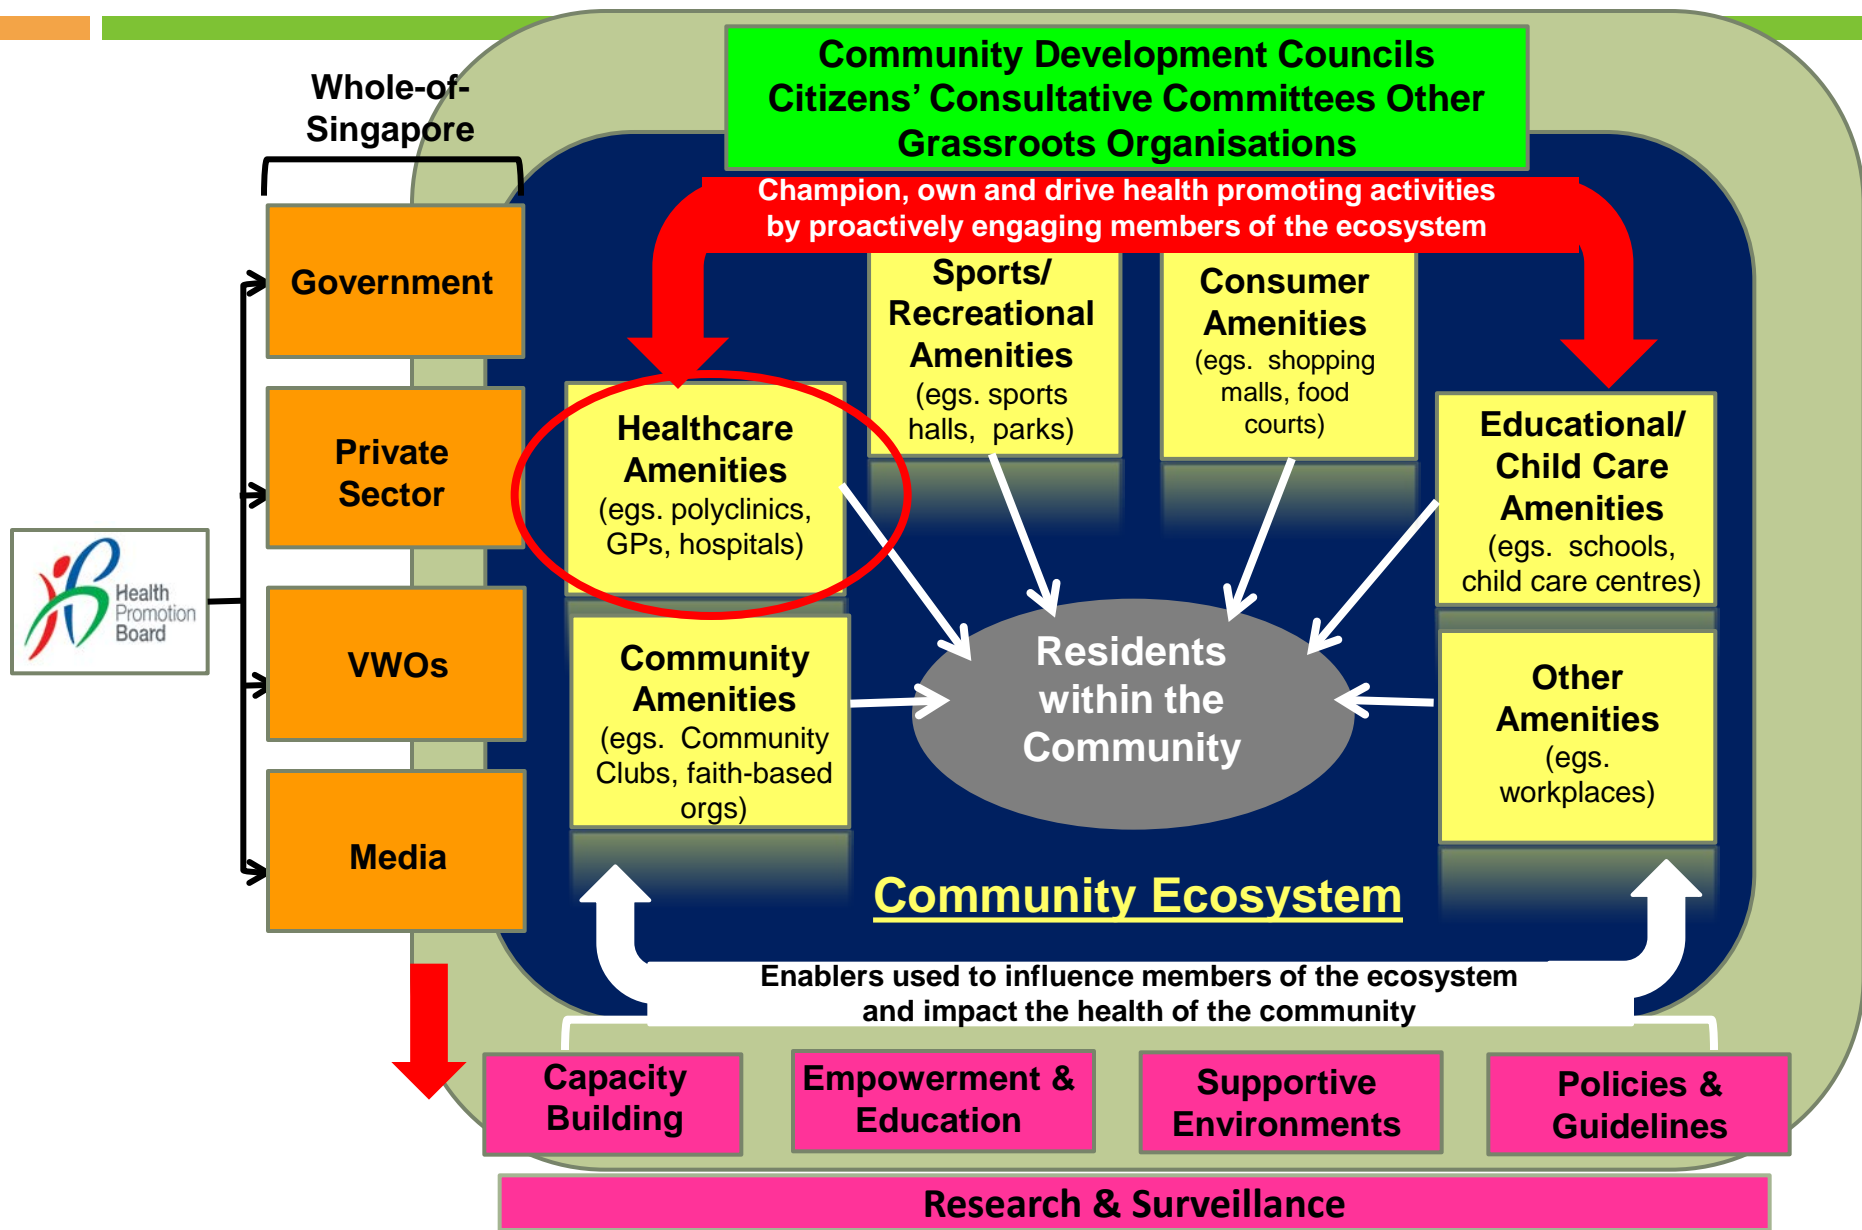 Community Development Councils
Citizens’ Consultative Committees Other
Grassroots Organisations
Whole-of-
Singapore
Champion, own and drive health promoting activities
by proactively engaging members of the ecosystem
Government
Private
Sector
VWOs
Media
Health
Promotion
Board
Sports/
Recreational
Amenities
(egs. sports
halls, parks)
Consumer
Amenities
(egs. shopping
malls, food
courts)
Healthcare
Amenities
(egs. polyclinics,
GPs, hospitals)
Educational/
Child Care
Amenities
(egs. schools,
child care centres)
Community
Amenities
(egs. Community
Clubs, faith-based
orgs)
Residents
within the
Community
Other
Amenities
(egs.
workplaces)
Community Ecosystem
Enablers used to influence members of the ecosystem
and impact the health of the community
Capacity
Building
Empowerment &
Education
Supportive
Environments
Policies &
Guidelines
Research & Surveillance